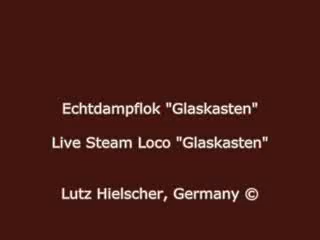 Echtdampflok "Glaskasten"
Live Steam Loco "Glaskasten"
Lutz Hielscher, Germany ©